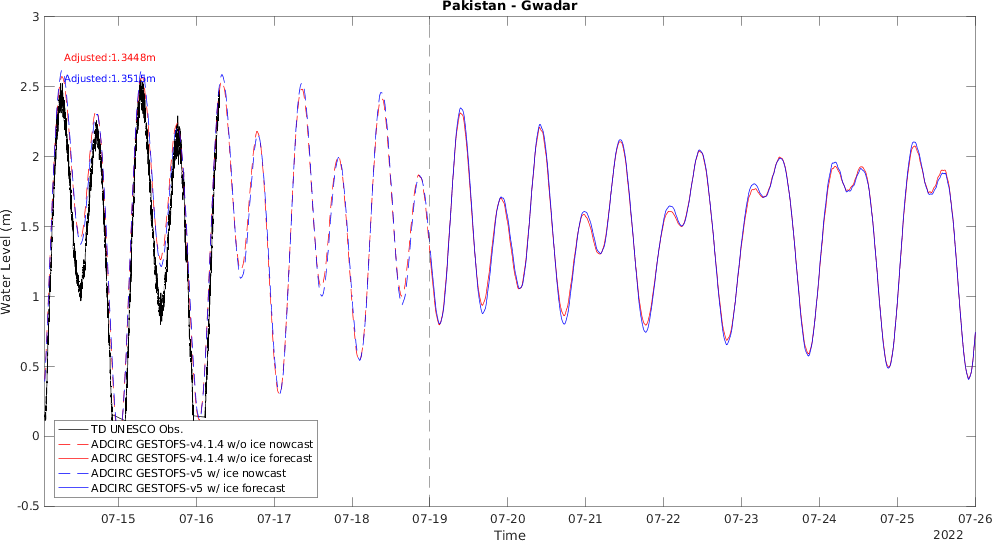 Pakistan - Gwadar
3
2.5
2
1.5
1
0.5
0
-0.5
Water Level (m)
Adjusted:1.3448m
TD UNESCO Obs.
ADCIRC GESTOFS-v4.1.4 w/o ice nowcast
ADCIRC GESTOFS-v4.1.4 w/o ice forecast
ADCIRC GESTOFS-v5 w/ ice nowcast
ADCIRC GESTOFS-v5 w/ ice forecast
07-15 07-16 07-17 07-18 07-19 07-20 07-21 07-22 07-23 07-24 07-25 07-26
Time
2022